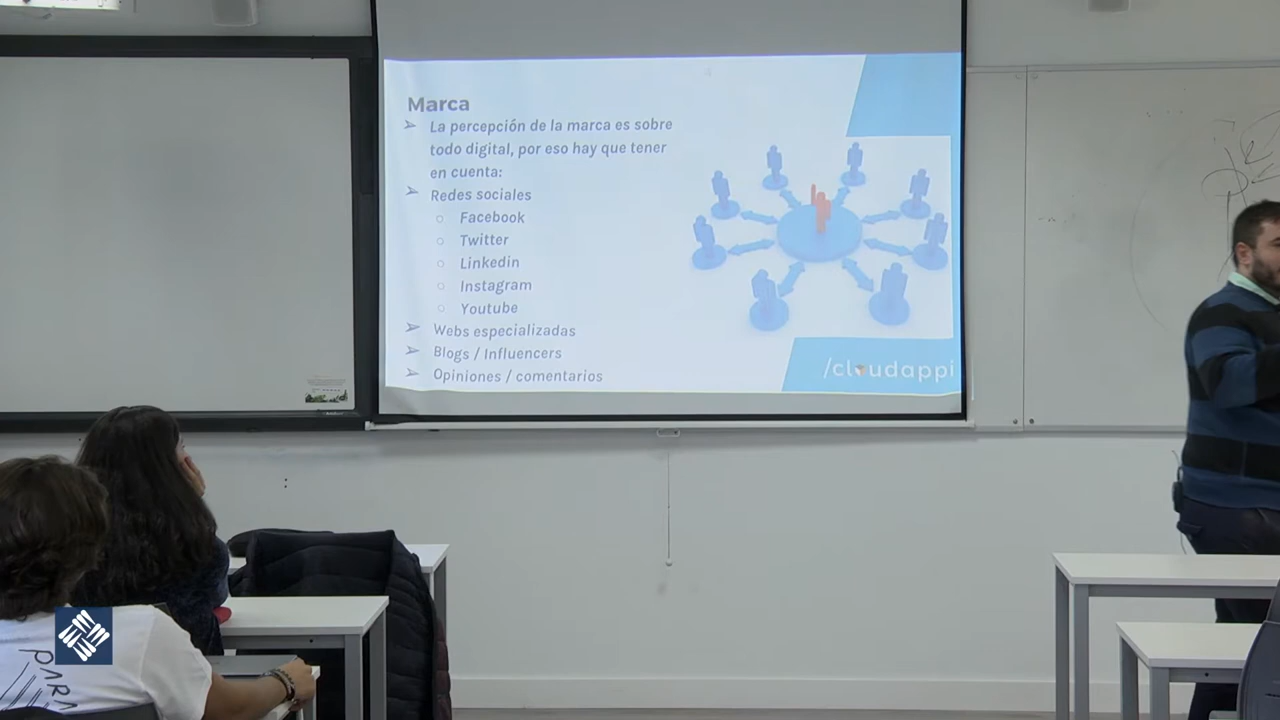 Marca
➢ La percepción de la marca es sobre
todo digital, por eso hay que tener
en cuenta:
➢ Redes sociales
○ Facebook
○ Twitter
○ Linkedin
○ Instagram
○ Youtube
➢ Webs especializadas
➢ Blogs / Influencers
➢ Opiniones / comentarios
/cloudappi
PARA